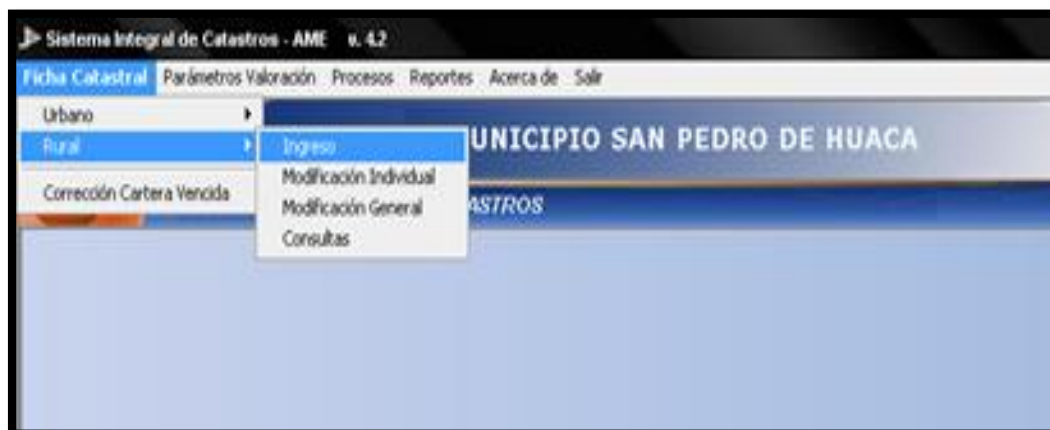 Sistema Integral de Catastros - AME v. 4.2
Ficha Catastral Parámetros Valoración Procesos Reportes Acerca de Salir
Urbano
UNICIPIO SAN PEDRO DE HUACA
Rural
Ingreso
Modificación Individual
Corrección Cartera Vencida
Modificación General
ASTROS
Consultas